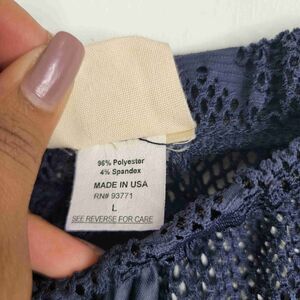 96% Polyester
4% Spandex
MADE IN USA
RN# 93771
L
SEE REVERSE FOR CARE